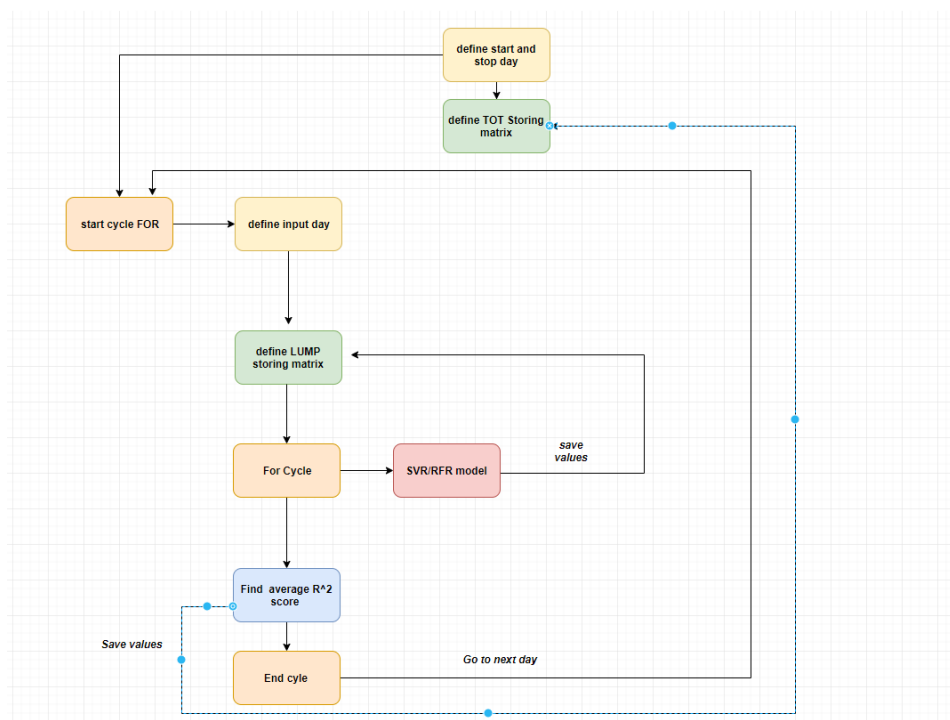 define start and
stop day
define TOT Storing
matrix
start cycle FOR
define input day
define LUMP
storing matrix
For Cycle
SVR/RFR model
save
values
Find  average R^2
score
Save values
End cyle
Go to next day